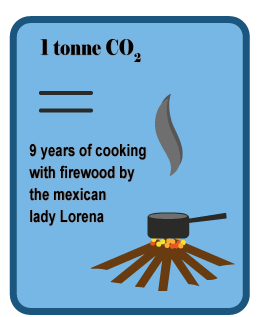 1 tonne CO₂
=
9 years of cooking
with firewood by
the mexican
lady Lorena